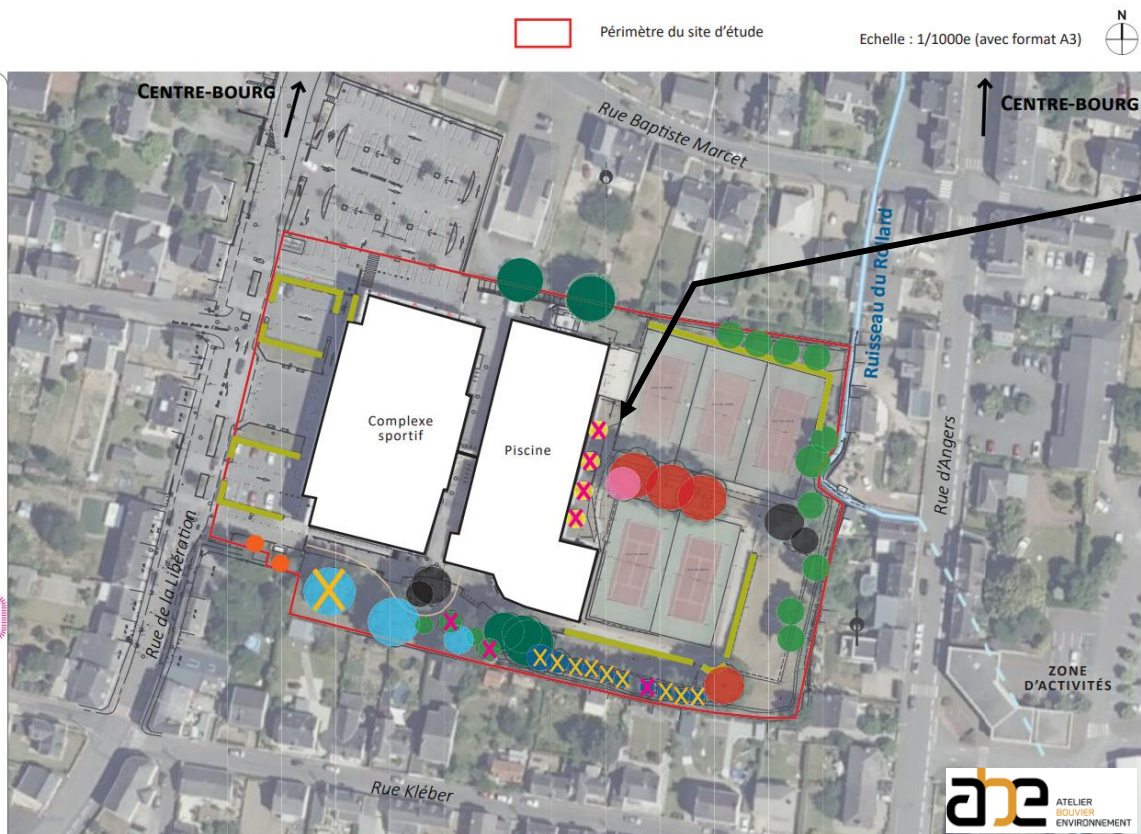 Périmètre du site d'étude
Echelle : 1/1000e (avec format A3)
N
CENTRE-BOURG
CENTRE-BOURG
Rue Baptiste Marcet
Ruisseau du Rollard
Complexe
sportif
Piscine
Rue d'Angers
Rue de la Libération
ZONE
D'ACTIVITÉS
Rue Kléber
abe
ATELIER
BOUVIER
ENVIRONNEMENT